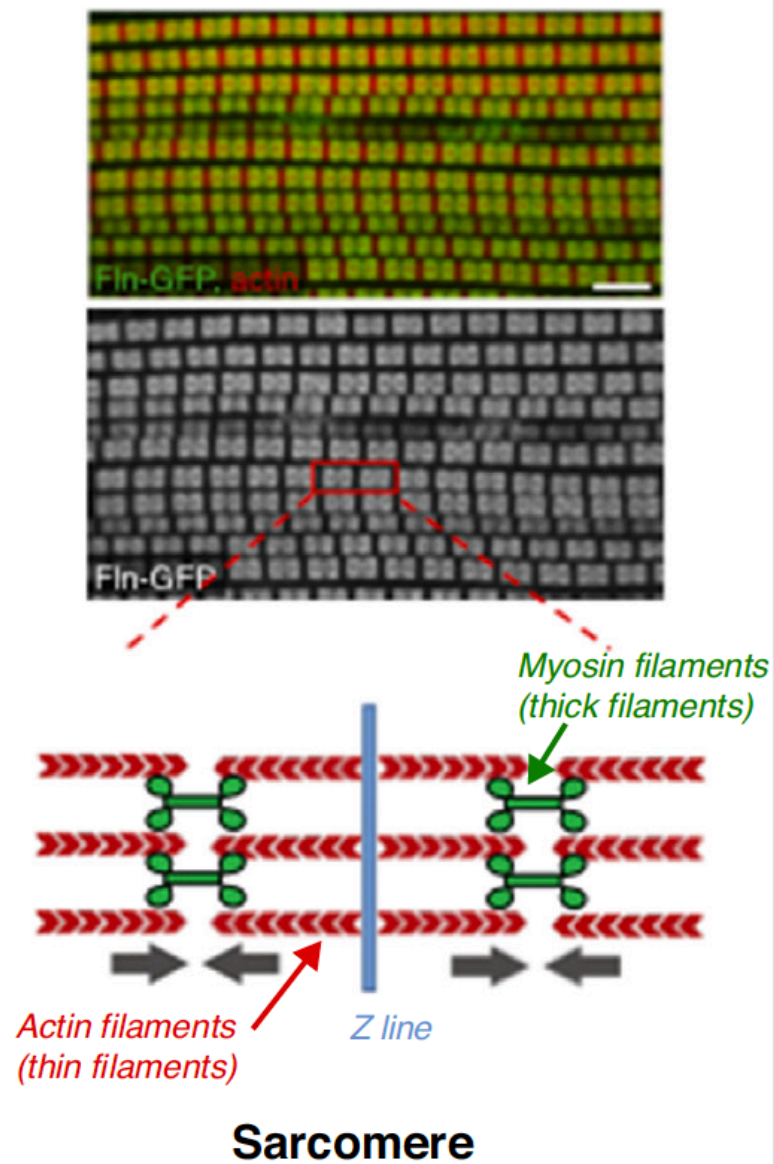 Fln-GFP, actin
Fln-GFP
Myosin filaments
(thick filaments)
Actin filaments
(thin filaments)
Z line
Sarcomere